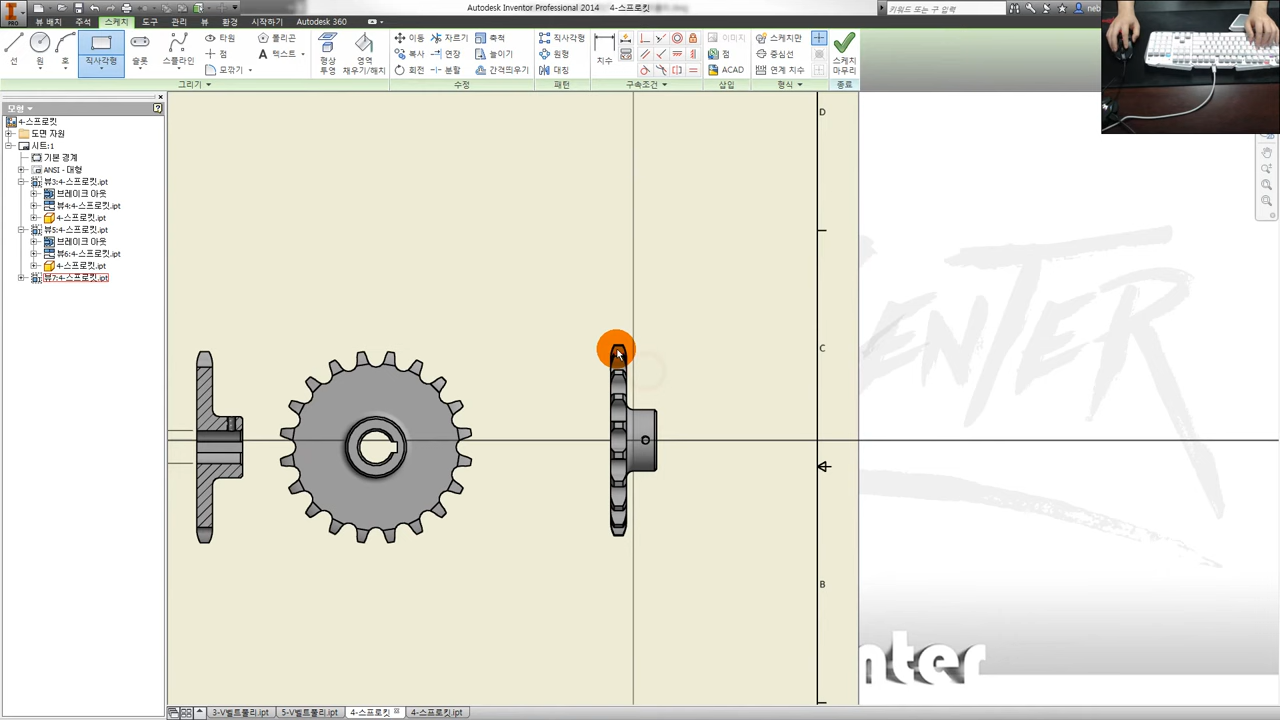 Autodesk Inventor Professional 2014 4-스프로킷
키워드 또는 구 입력
PRO
뷰 배치 주석 스케치 도구 관리 뷰 환경 시작하기 Autodesk 360
선 원 호 직사각형 슬롯 스플라인
타원 폴리곤
점 텍스트
모깎기
형상
투영
영역
채우기/해치
이동 자르기 축척
복사 연장 늘이기
회전 분할 간격띄우기
직사각형
원형
대칭
치수
이미지
점
ACAD
스케치만
중심선
연계 치수
스케치
마무리
그리기 수정 패턴 구속조건 삽입 형식 종료
모형
4-스프로킷
도면 자원
시트:1
기본 경계
ANSI - 대형
뷰3:4-스프로킷.ipt
브레이크 아웃
뷰4:4-스프로킷.ipt
4-스프로킷.ipt
뷰5:4-스프로킷.ipt
브레이크 아웃
뷰6:4-스프로킷.ipt
4-스프로킷.ipt
뷰7:4-스프로킷.ipt
D
C
B
ENTER
nter
3-V벨트풀리.ipt 5-V벨트풀리.ipt 4-스프로킷 4-스프로킷.ipt